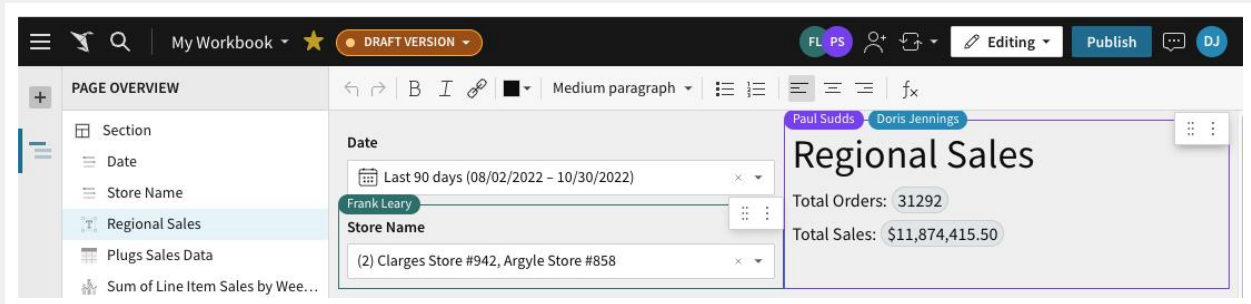 My Workbook
DRAFT VERSION
FL PS
Editing
Publish
DJ
PAGE OVERVIEW
B I Medium paragraph fx
Section
Date
Store Name
Regional Sales
Plugs Sales Data
Sum of Line Item Sales by Wee...
Date
Last 90 days (08/02/2022 – 10/30/2022)
Frank Leary
Store Name
(2) Clarges Store #942, Argyle Store #858
Paul Sudds Doris Jennings
Regional Sales
Total Orders: 31292
Total Sales: $11,874,415.50